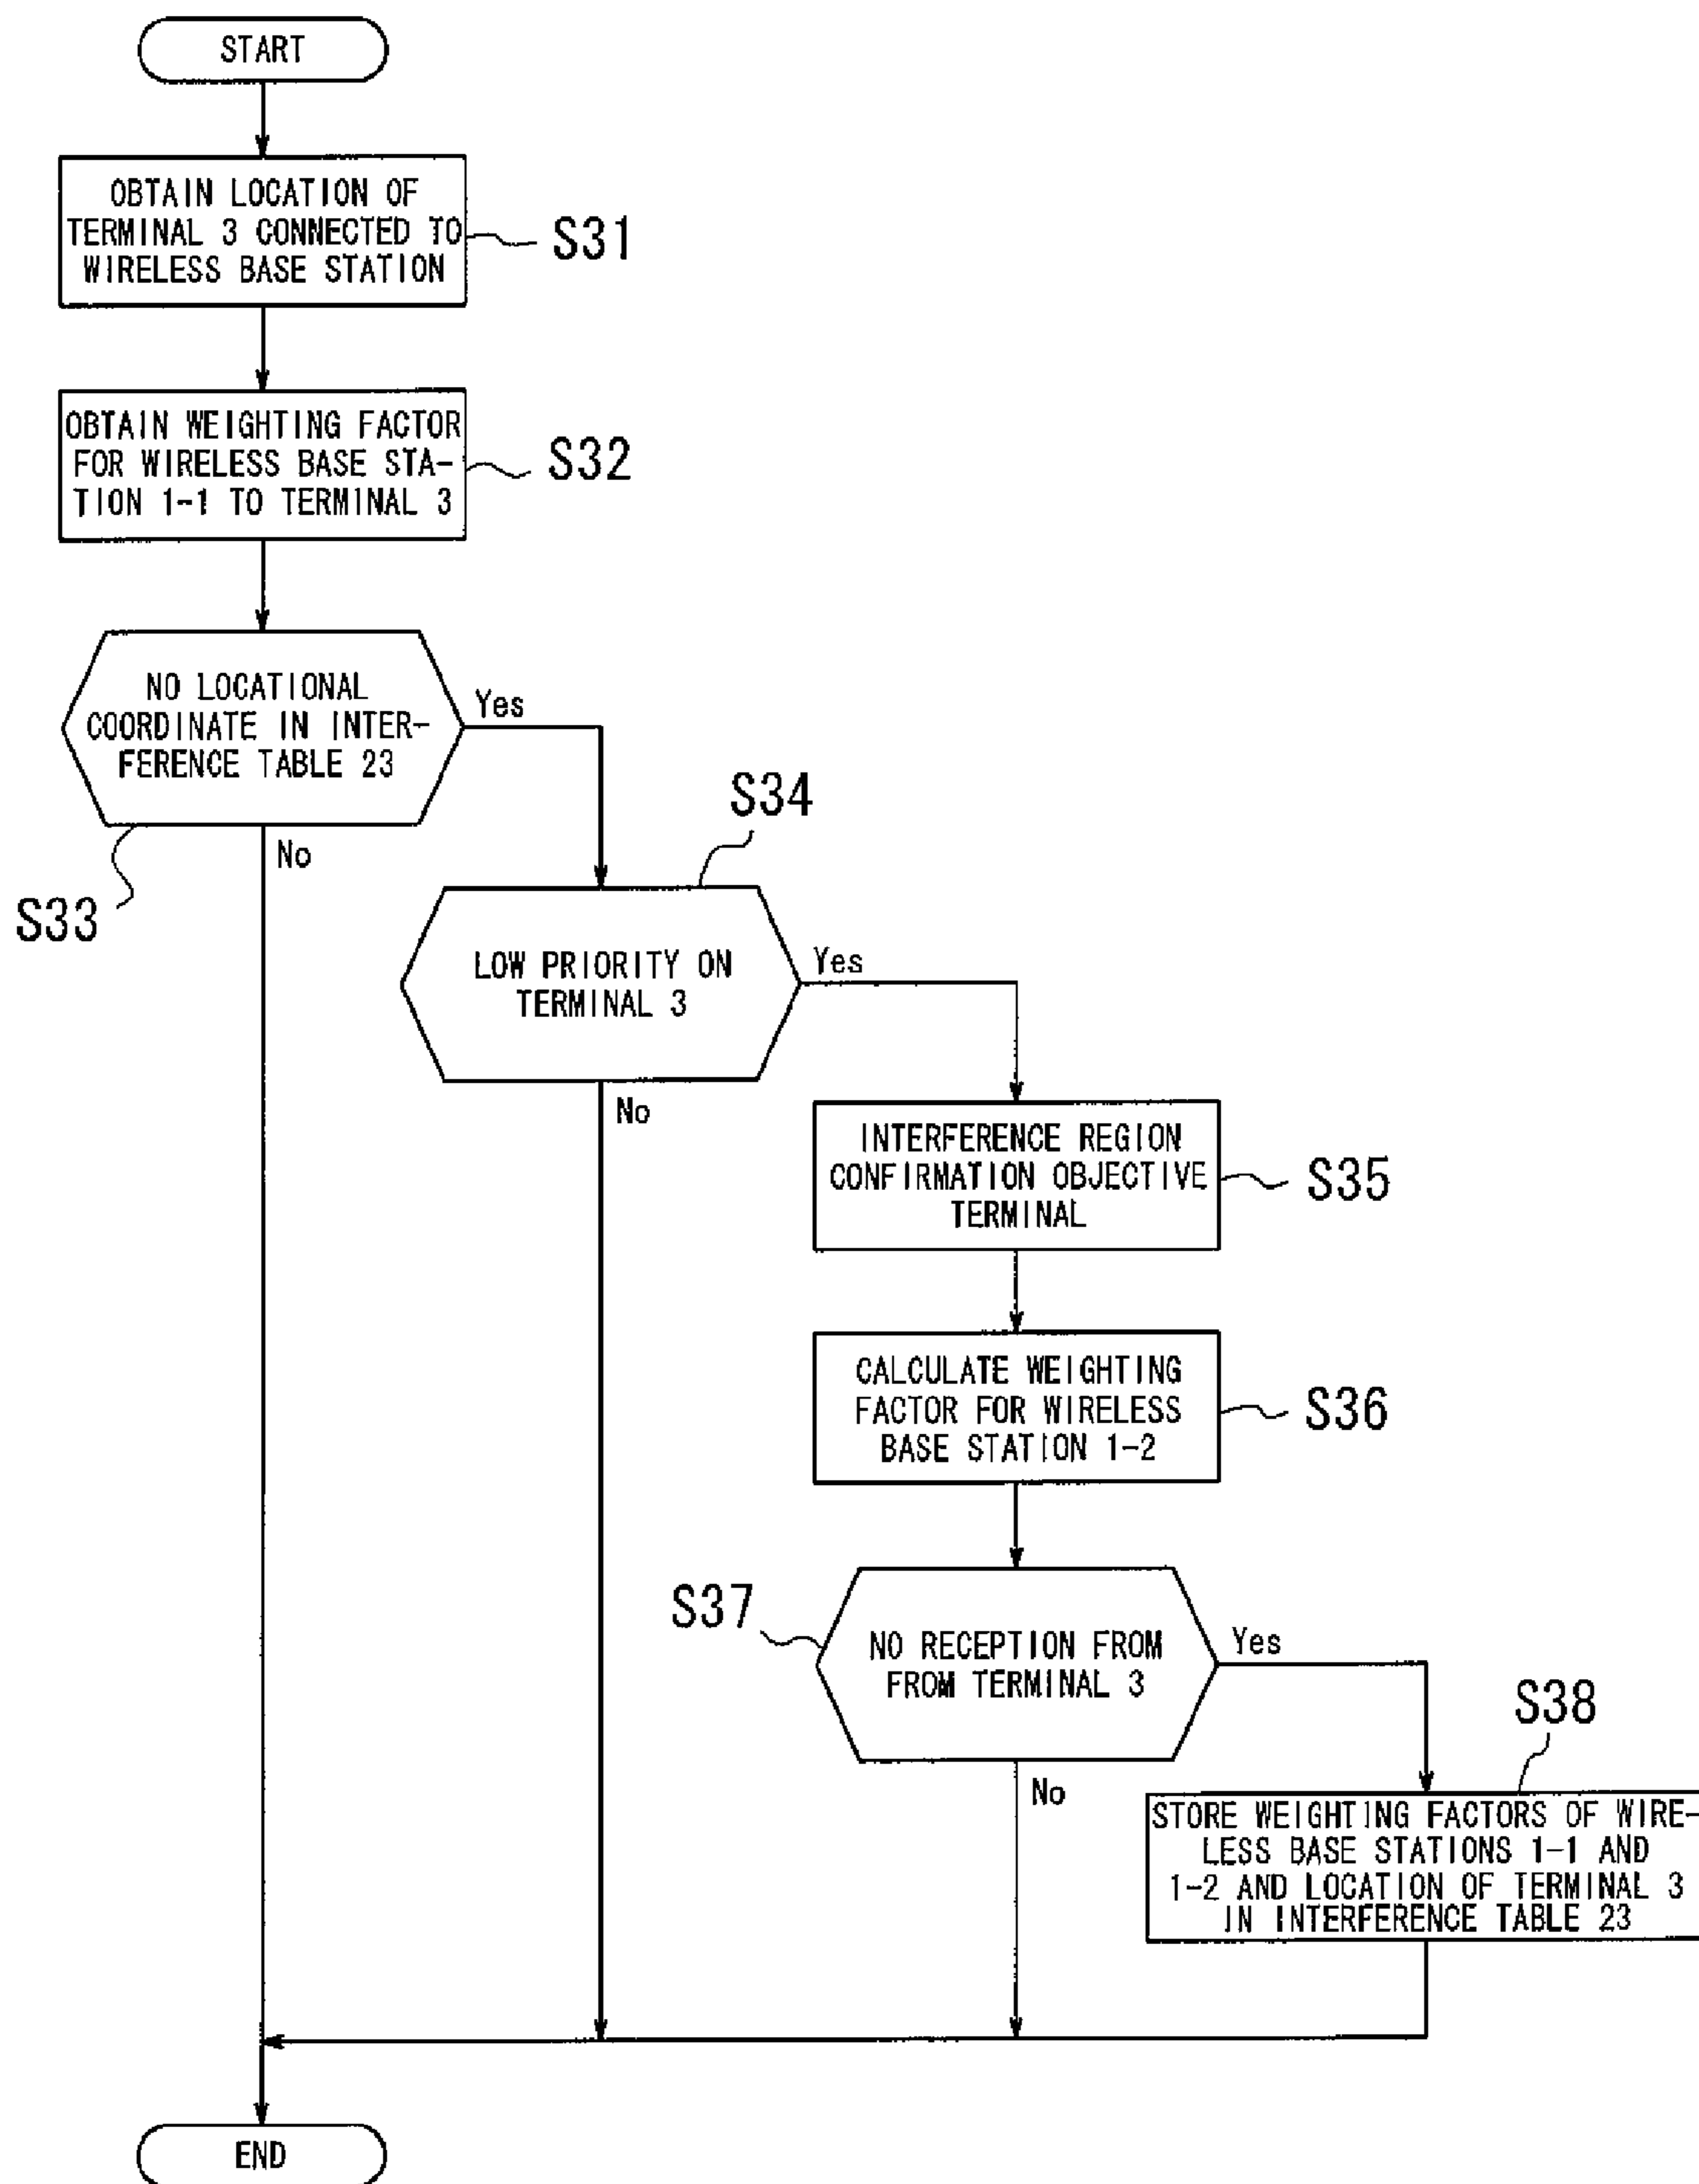 START
OBTAIN LOCATION OF
TERMINAL 3 CONNECTED TO
WIRELESS BASE STATION
S31
OBTAIN WEIGHTING FACTOR
FOR WIRELESS BASE STA-
TION 1-1 TO TERMINAL 3
S32
NO LOCATIONAL
COORDINATE IN INTER-
FERENCE TABLE 23
Yes
No
S33
S34
LOW PRIORITY ON
TERMINAL 3
Yes
No
INTERFERENCE REGION
CONFIRMATION OBJECTIVE
TERMINAL
S35
CALCULATE WEIGHTING
FACTOR FOR WIRELESS
BASE STATION 1-2
S36
S37
NO RECEPTION FROM
FROM TERMINAL 3
Yes
No
S38
STORE WEIGHTING FACTORS OF WIRE-
LESS BASE STATIONS 1-1 AND
1-2 AND LOCATION OF TERMINAL 3
IN INTERFERENCE TABLE 23
END